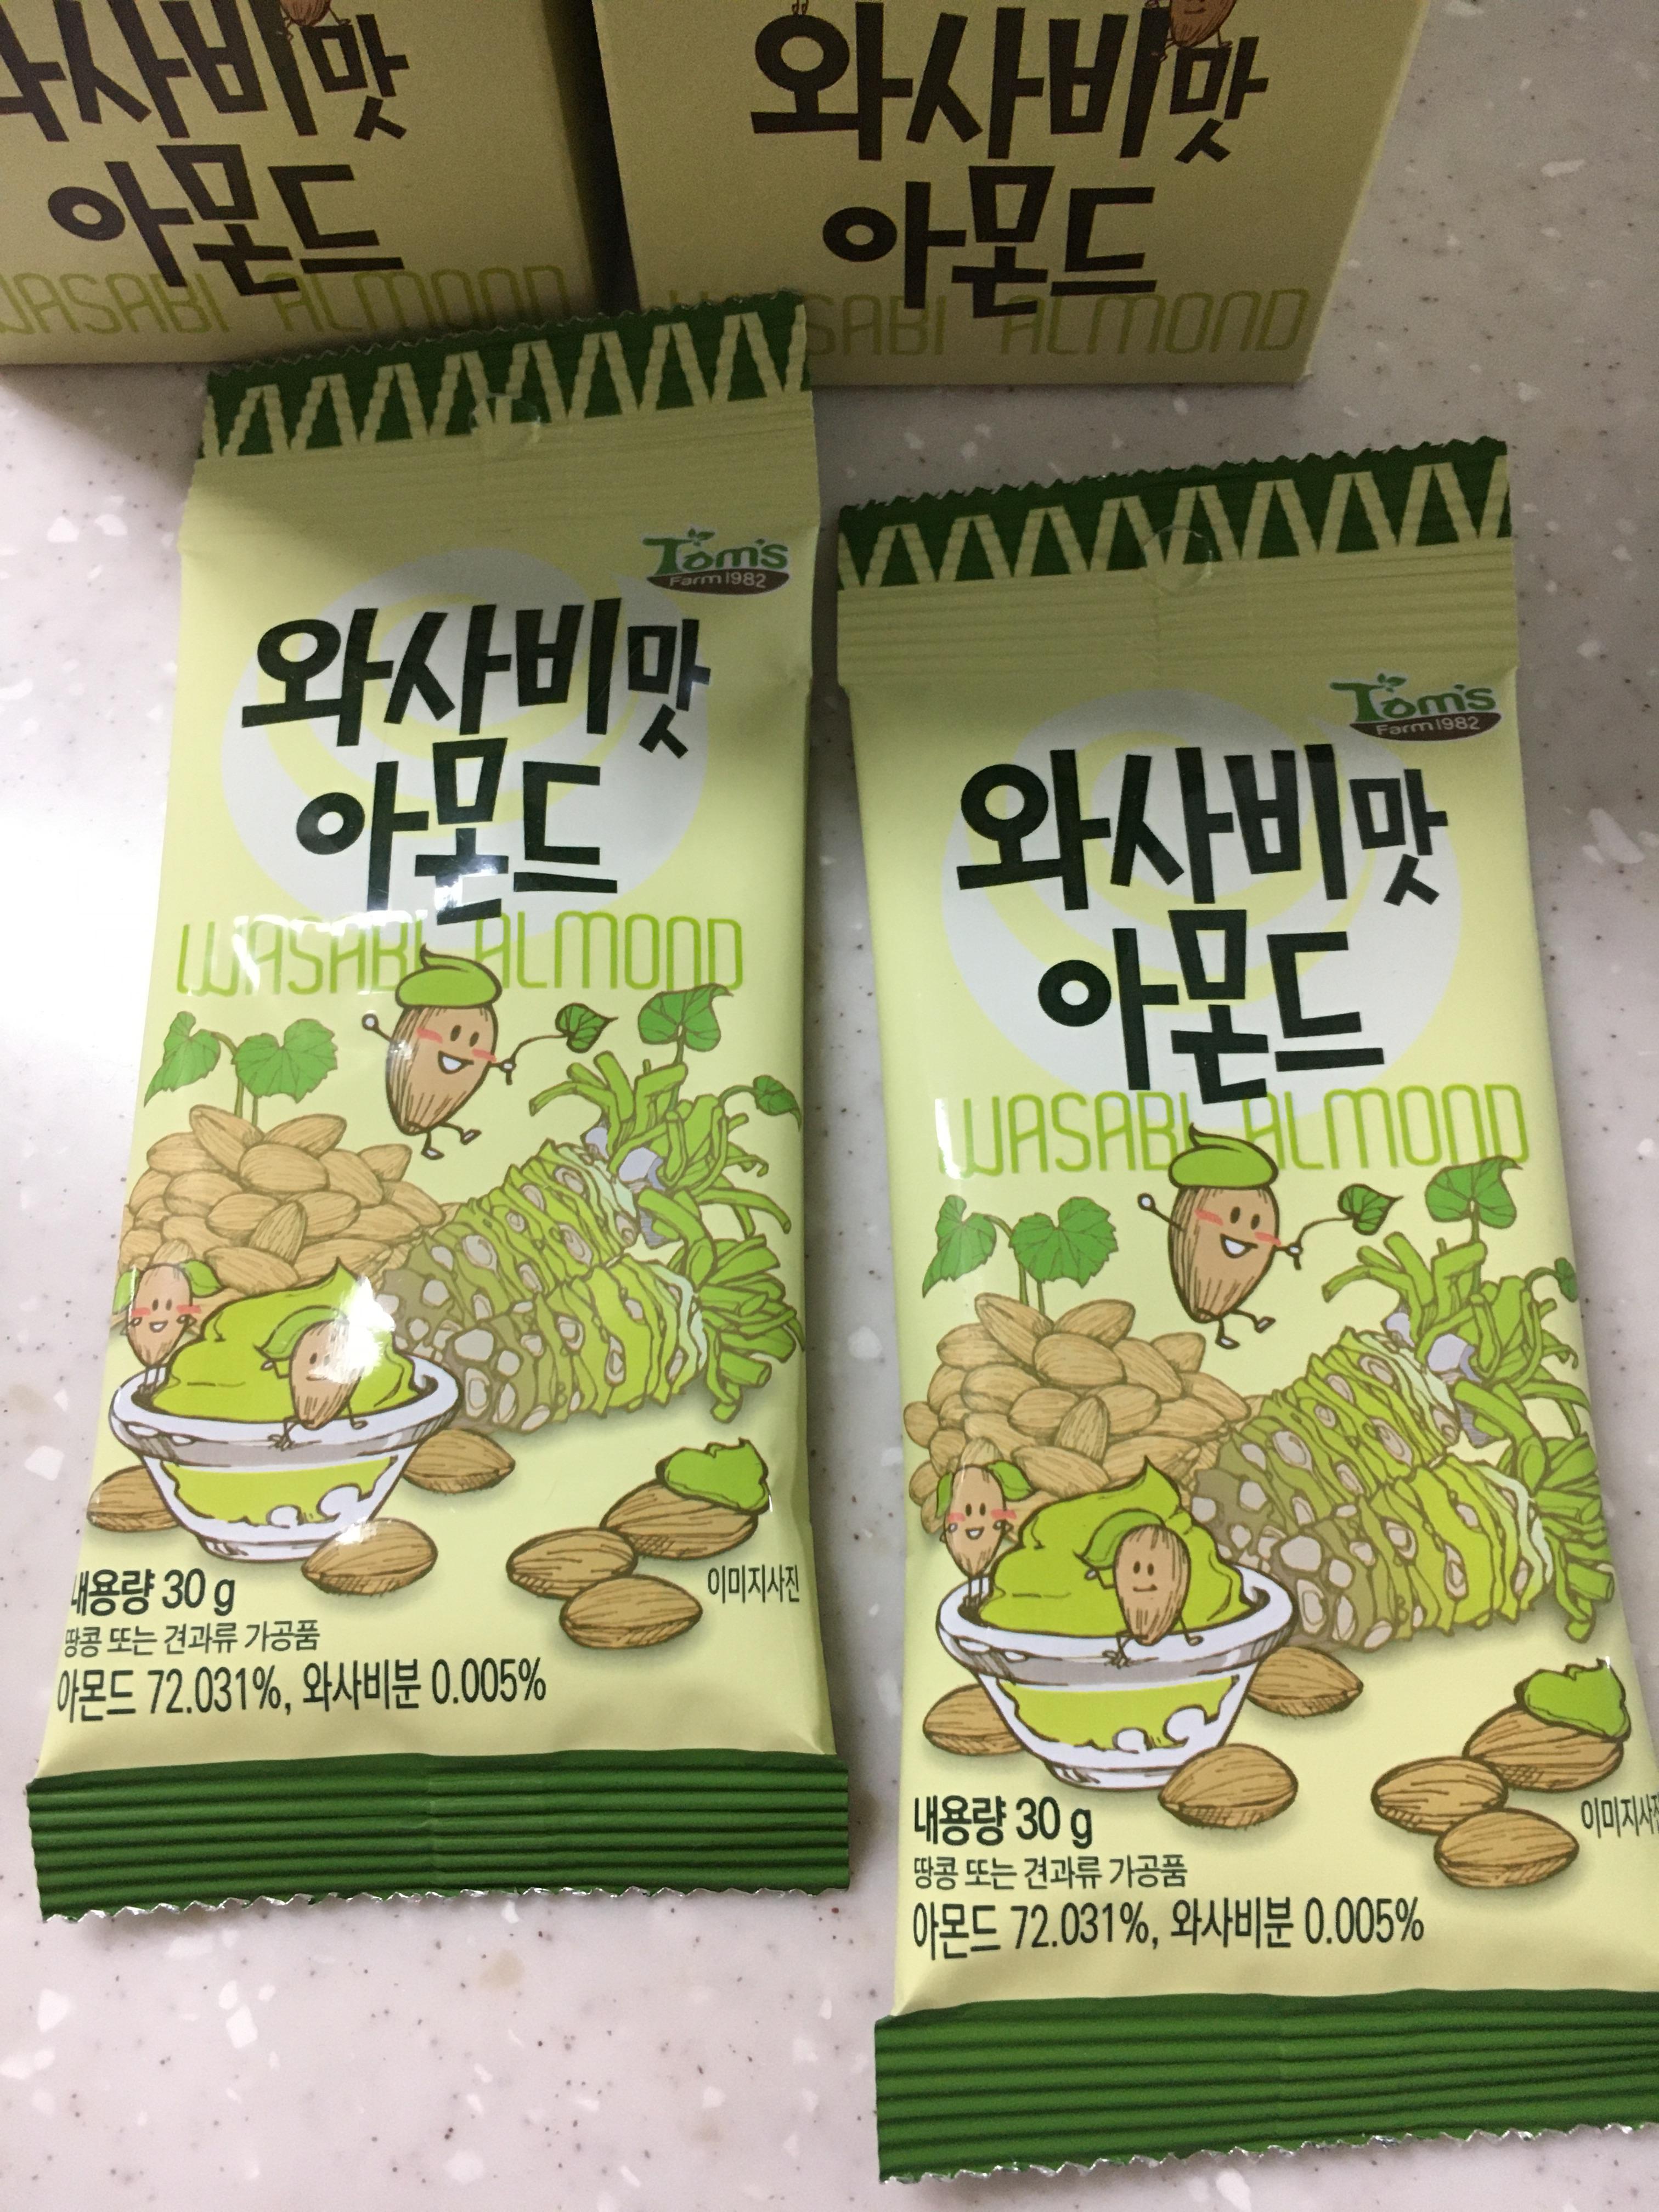 와사비맛
아몬드
ALMOND
와사비맛
아몬드
ALMOND
Tom's
Farm 1982
와사비맛
아몬드
WASABI ALMOND
내용량 30 g
땅콩 또는 견과류 가공품
아몬드 72.031%, 와사비분 0.005%
이미지사진
Tom's
Farm 1982
와사비맛
아몬드
WASABI ALMOND
내용량 30 g
땅콩 또는 견과류 가공품
아몬드 72.031%, 와사비분 0.005%
이미지사진